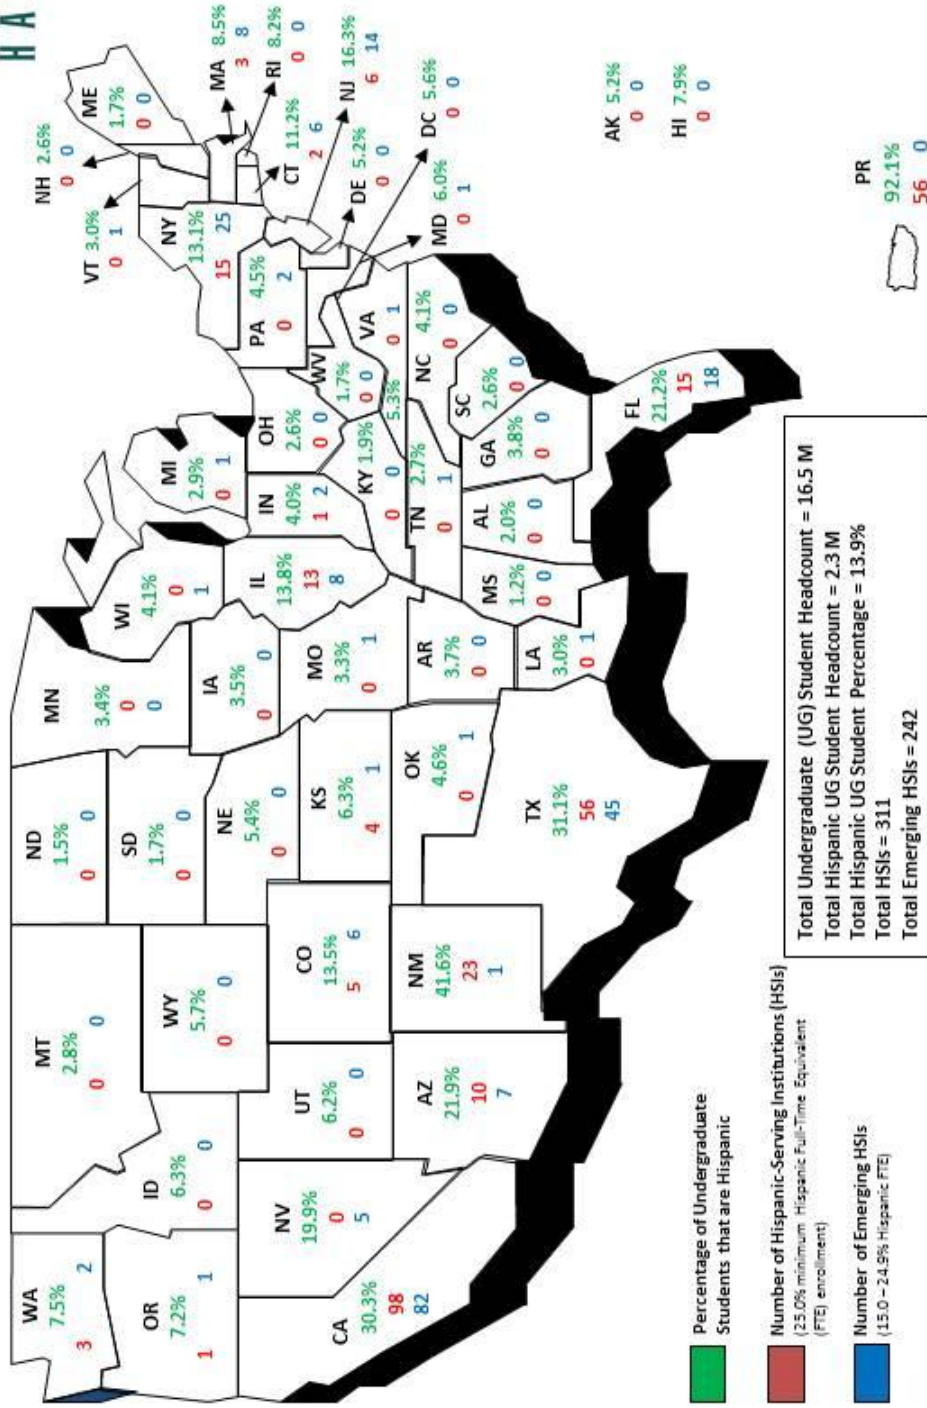 H A
WA
7.5%
3 2
OR
7.2%
1 1
CA
30.3%
98
82
NV
19.9%
0
5
ID
6.3%
0 0
MT
2.8%
0 0
WY
5.7%
0 0
UT
6.2%
0 0
AZ
21.9%
10
7
CO
13.5%
5 6
NM
41.6%
23
1
ND
1.5%
0 0
SD
1.7%
0 0
NE
5.4%
0 0
KS
6.3%
4 1
OK
4.6%
0 1
TX
31.1%
56
45
MN
3.4%
0
0
IA
3.5%
0 0
MO
3.3%
0 1
AR
3.7%
0 0
LA
3.0%
0 1
WI
4.1%
0
1
IL
13.8%
13
8
MS
1.2%
0 0
MI
2.9%
0 1
IN
4.0%
1 2
KY 1.9%
0 0
TN 2.7%
0 1
AL
2.0%
0 0
OH
2.6%
0 0
WV
1.7%
0 0
5.3%
VA
0 1
NC 4.1%
0 0
SC
2.6%
0 0
GA
3.8%
0 0
FL
21.2%
15
18
PA 4.5%
0 2
NY
13.1%
15 25
VT 3.0%
0 1
NH 2.6%
0 0
ME
1.7%
0 0
MA 8.5%
3 8
RI 8.2%
0 0
CT 11.2%
2 6
NJ 16.3%
6 14
DE 5.2%
0 0
DC 5.6%
0 0
MD 6.0%
0 1
AK 5.2%
0 0
HI 7.9%
0 0
PR
92.1%
56 0
Percentage of Undergraduate
Students that are Hispanic
Number of Hispanic-Serving Institutions (HSIs)
(25.0% minimum Hispanic Full-Time Equivalent
(FTE) enrollment)
Number of Emerging HSIs
(15.0 – 24.9% Hispanic FTE)
Total Undergraduate (UG) Student Headcount = 16.5 M
Total Hispanic UG Student Headcount = 2.3 M
Total Hispanic UG Student Percentage = 13.9%
Total HSIs = 311
Total Emerging HSIs = 242